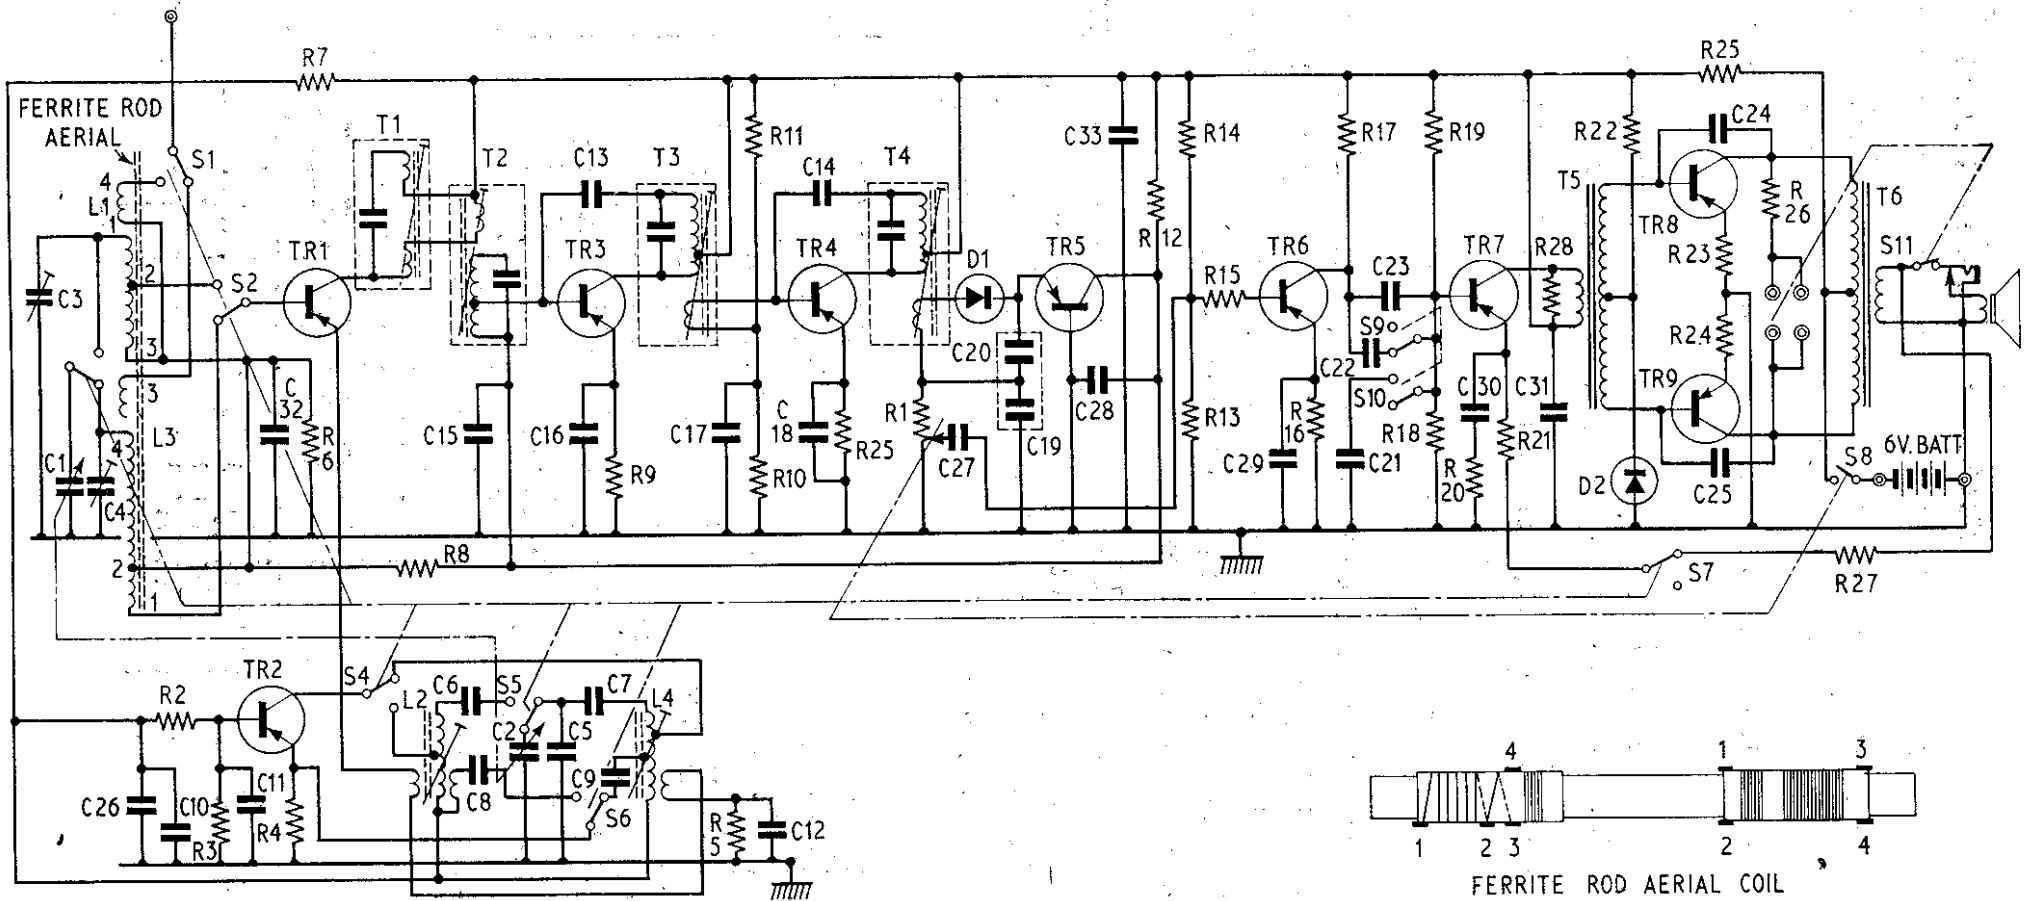 R7
R25
FERRITE ROD
AERIAL
T1
S1
4
L1
1
2
3
3
L3
4
2
1
C3
C1
C4
S2
TR1
C
32
R
6
T2
C13
T3
R11
C14
T4
C33
R14
R17
R19
R22
C24
R
26
T5
T6
TR8
R23
R24
TR9
C25
D2
S11
S8
6V. BATT
TR3
TR4
D1
TR5
R 12
R15
TR6
C23
S9
C22
S10
TR7
R28
C20
C19
C28
R1
C27
R13
C15
C16
R9
C17
R10
C
18
R25
C29
R
16
C21
R18
C30
R
20
R21
C31
R8
S7
R27
TR2
R2
S4
L2
C6
S5
C7
L4
C2
C5
C8
C9
S6
C26
C10
R3
C11
R4
R
5
C12
4
1
3
1
2
3
2
4
FERRITE ROD AERIAL COIL